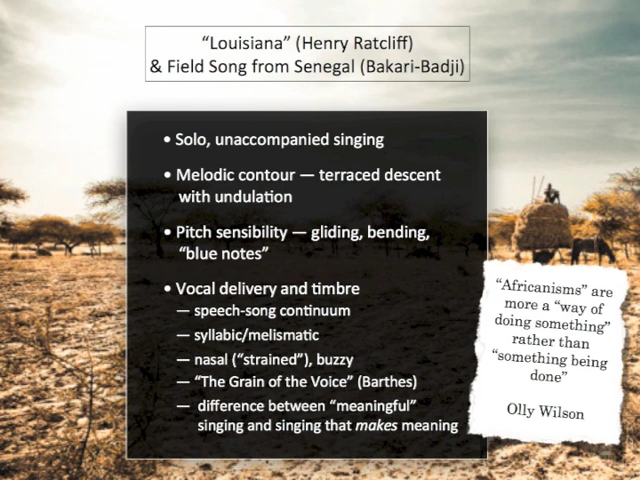 “Louisiana” (Henry Ratcliff)
& Field Song from Senegal (Bakari-Badji)
• Solo, unaccompanied singing
• Melodic contour — terraced descent
with undulation
• Pitch sensibility — gliding, bending,
“blue notes”
• Vocal delivery and timbre
— speech-song continuum
— syllabic/melismatic
— nasal (“strained”), buzzy
— “The Grain of the Voice” (Barthes)
— difference between “meaningful”
singing and singing that makes meaning
“Africanisms” are
more a “way of
doing something”
rather than
“something being
done”
Olly Wilson